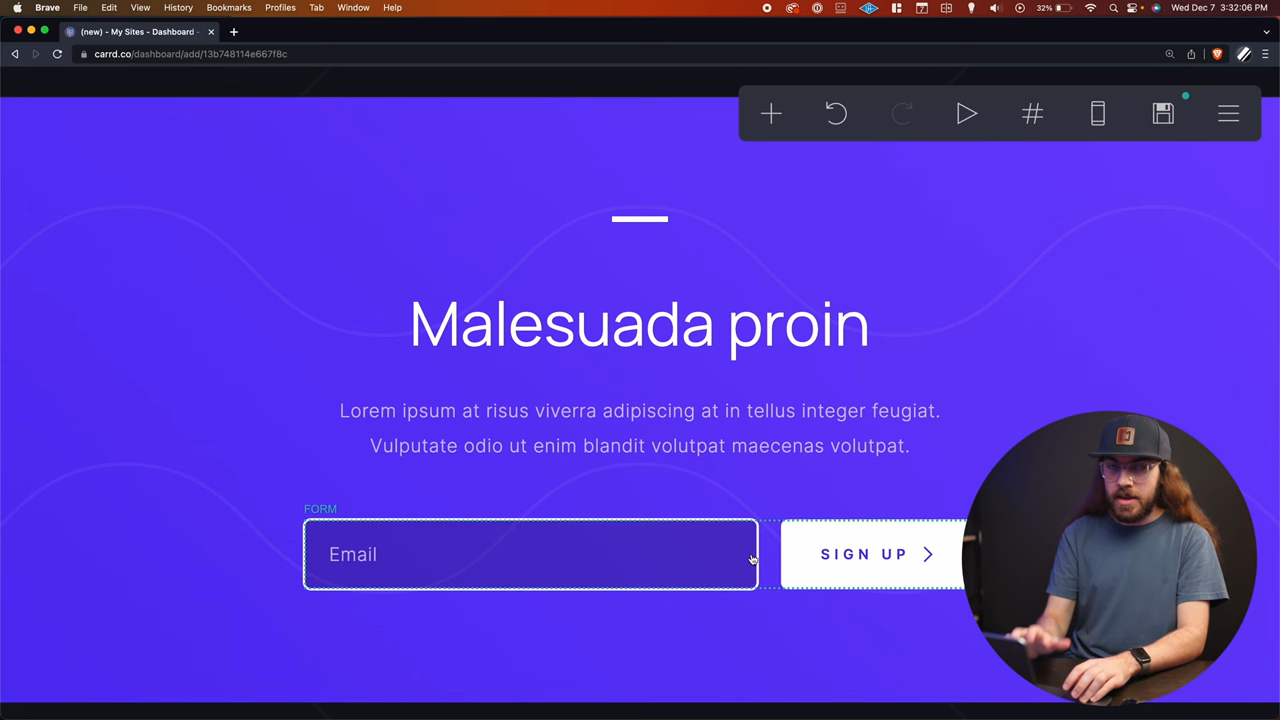 Brave File Edit View History Bookmarks Profiles Tab Window Help 32% Wed Dec 7 3:32:06 PM
(new) - My Sites - Dashboard -
carrd.co/dashboard/add/13b748114e667f8c
Malesuada proin
Lorem ipsum at risus viverra adipiscing at in tellus integer feugiat.
Vulputate odio ut enim blandit volutpat maecenas volutpat.
FORM
Email
SIGN UP